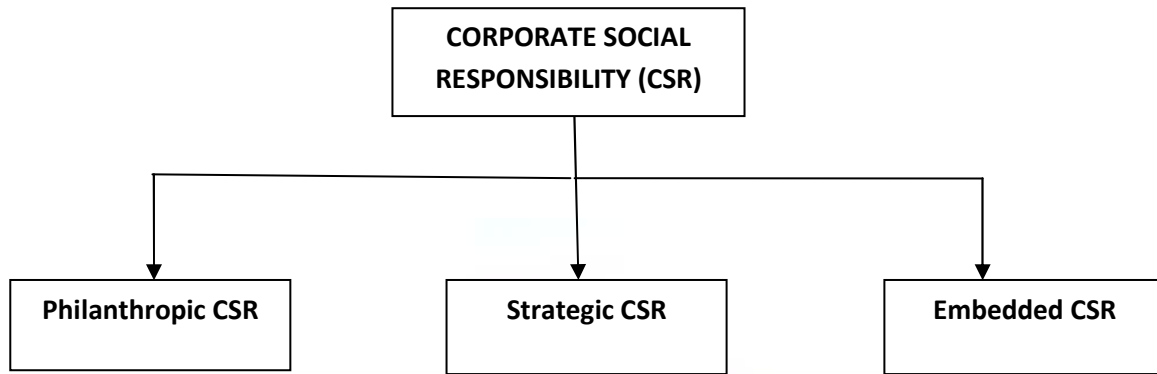 CORPORATE SOCIAL
RESPONSIBILITY (CSR)
Philanthropic CSR
Strategic CSR
Embedded CSR